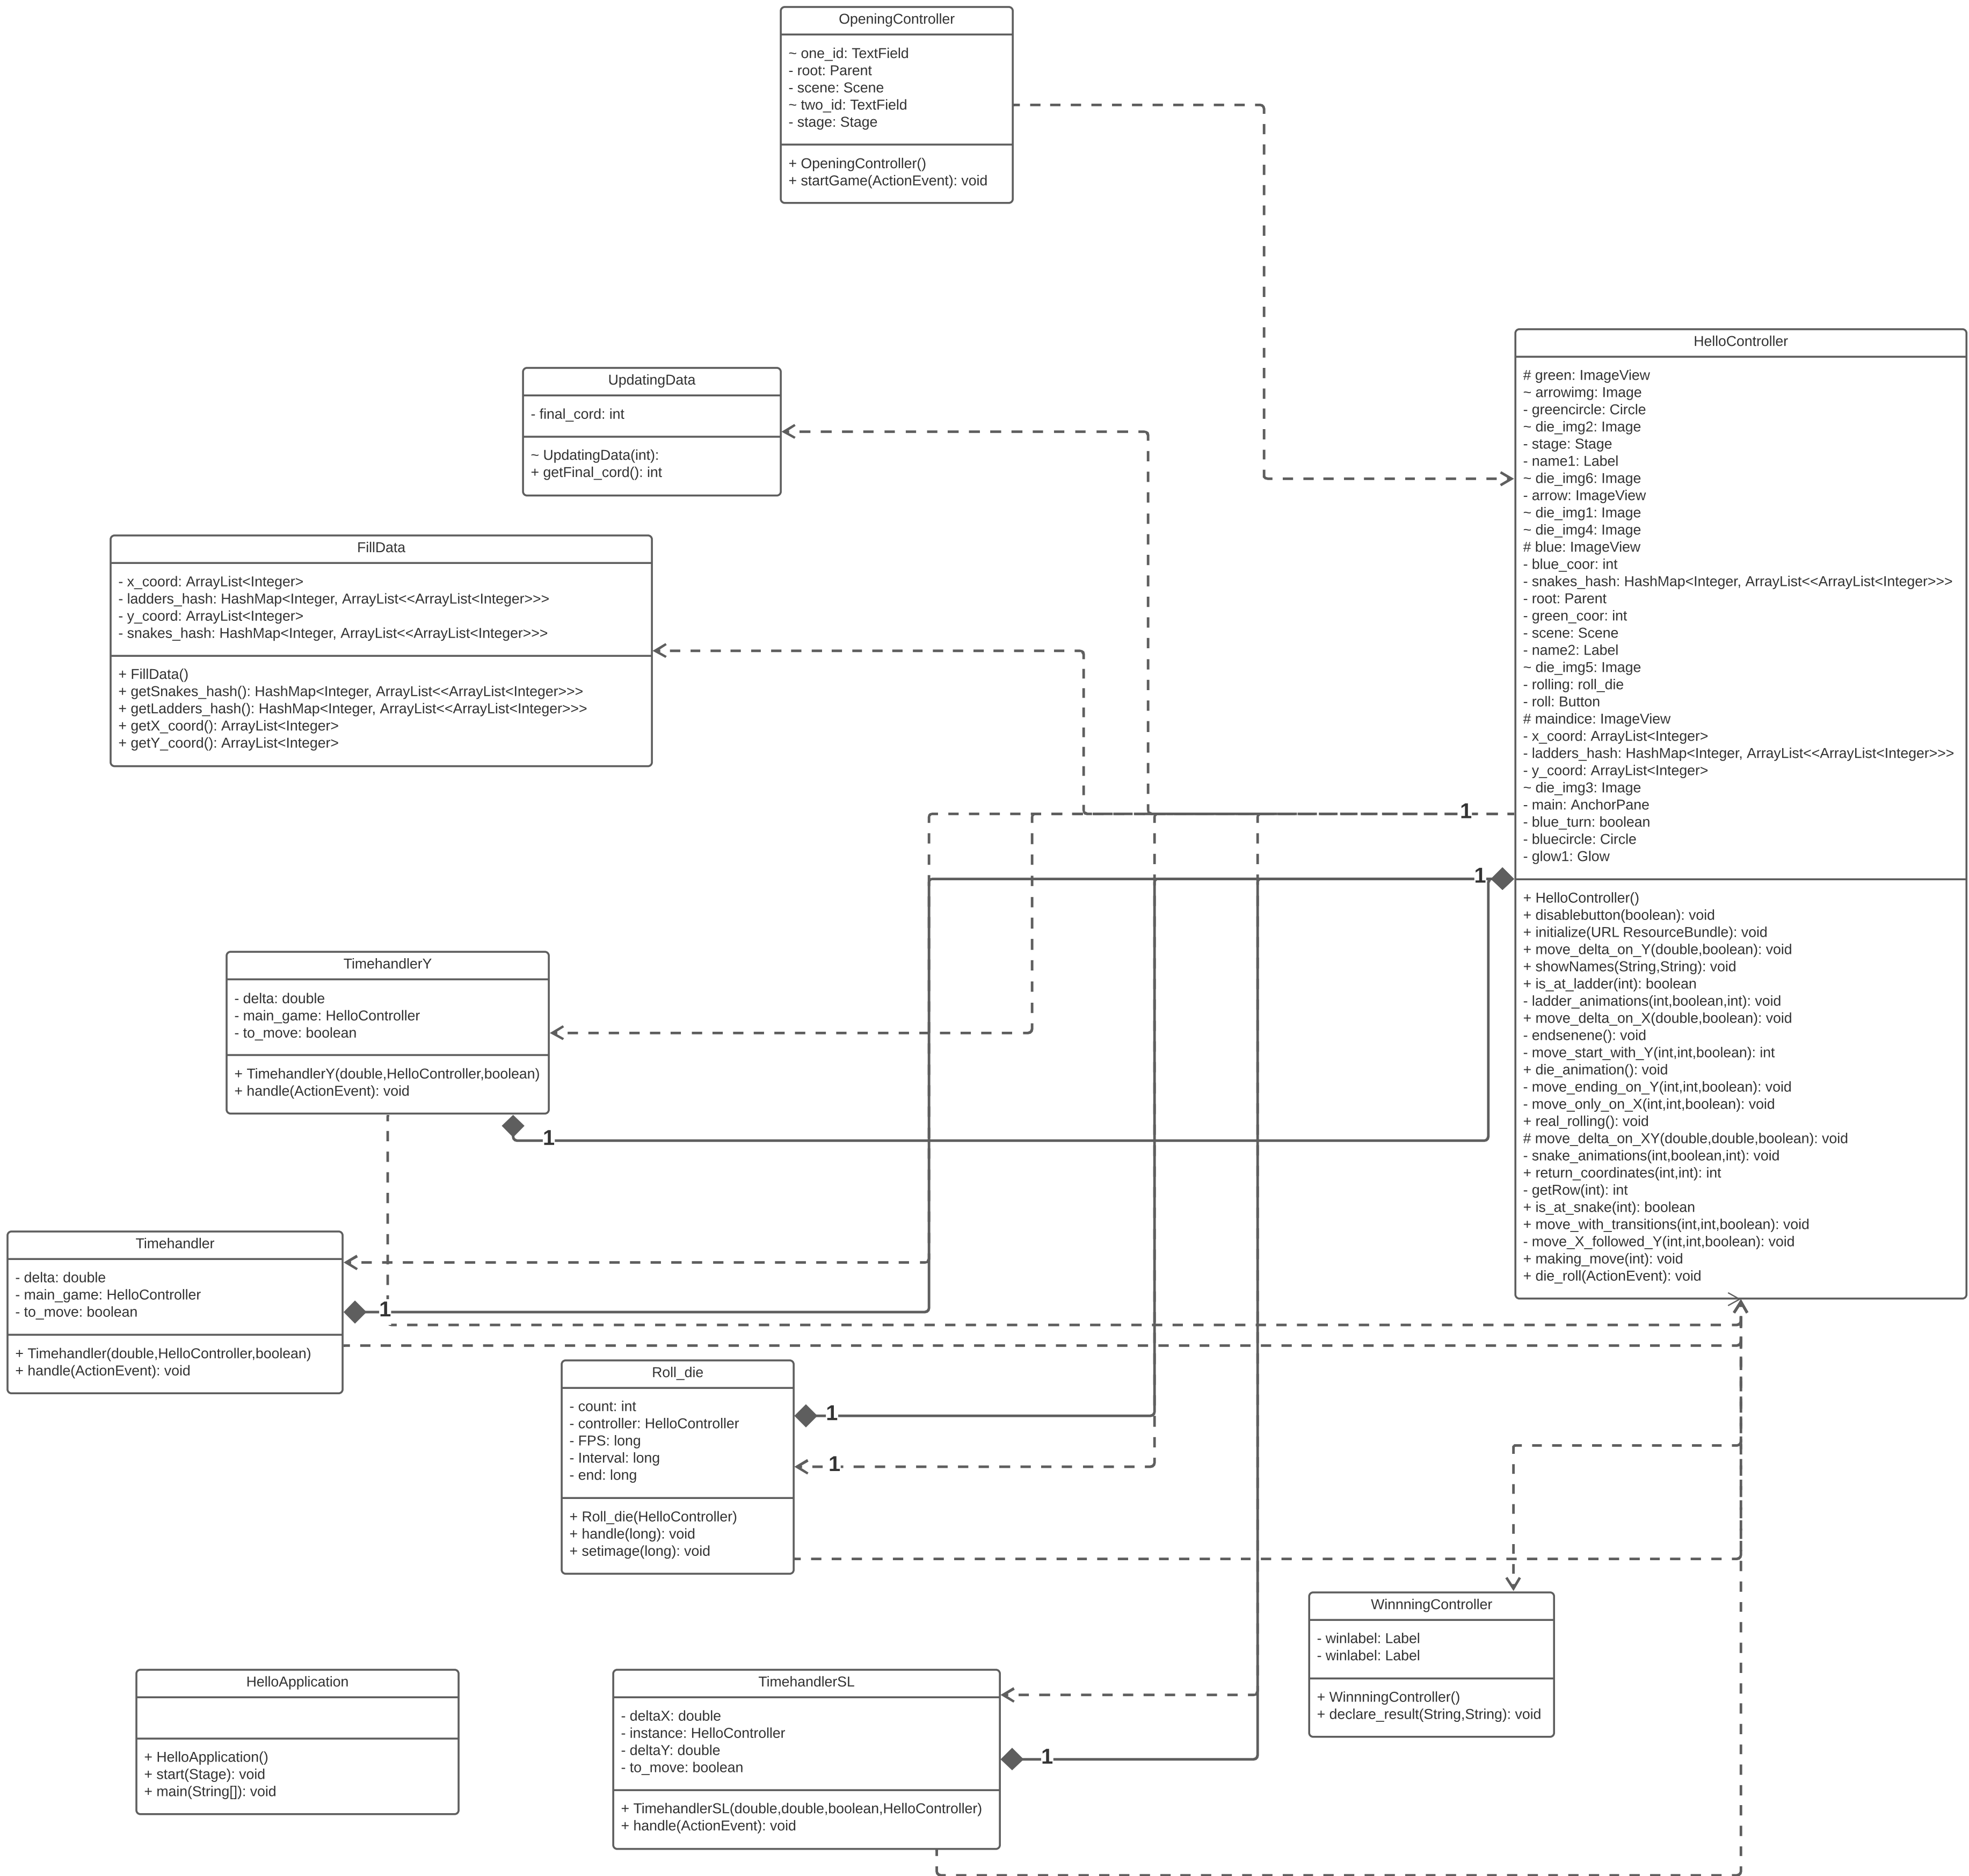 OpeningController
~ one_id: TextField
- root: Parent
- scene: Scene
~ two_id: TextField
- stage: Stage
+ OpeningController()
+ startGame(ActionEvent): void
HelloController
# green: ImageView
~ arrowimg: Image
- greencircle: Circle
~ die_img2: Image
- stage: Stage
- name1: Label
~ die_img6: Image
- arrow: ImageView
~ die_img1: Image
~ die_img4: Image
# blue: ImageView
- blue_coor: int
- snakes_hash: HashMap<Integer, ArrayList<<ArrayList<Integer>>>
- root: Parent
- green_coor: int
- scene: Scene
- name2: Label
~ die_img5: Image
- rolling: roll_die
- roll: Button
# maindice: ImageView
- x_coord: ArrayList<Integer>
- ladders_hash: HashMap<Integer, ArrayList<<ArrayList<Integer>>>
- y_coord: ArrayList<Integer>
~ die_img3: Image
- main: AnchorPane
- blue_turn: boolean
- bluecircle: Circle
- glow1: Glow
+ HelloController()
+ disablebutton(boolean): void
+ initialize(URL ResourceBundle): void
+ move_delta_on_Y(double,boolean): void
+ showNames(String,String): void
+ is_at_ladder(int): boolean
- ladder_animations(int,boolean,int): void
+ move_delta_on_X(double,boolean): void
- endsenene(): void
- move_start_with_Y(int,int,boolean): int
+ die_animation(): void
- move_ending_on_Y(int,int,boolean): void
- move_only_on_X(int,int,boolean): void
+ real_rolling(): void
# move_delta_on_XY(double,double,boolean): void
- snake_animations(int,boolean,int): void
+ return_coordinates(int,int): int
- getRow(int): int
+ is_at_snake(int): boolean
+ move_with_transitions(int,int,boolean): void
- move_X_followed_Y(int,int,boolean): void
+ making_move(int): void
+ die_roll(ActionEvent): void
UpdatingData
- final_cord: int
~ UpdatingData(int):
+ getFinal_cord(): int
FillData
- x_coord: ArrayList<Integer>
- ladders_hash: HashMap<Integer, ArrayList<<ArrayList<Integer>>>
- y_coord: ArrayList<Integer>
- snakes_hash: HashMap<Integer, ArrayList<<ArrayList<Integer>>>
+ FillData()
+ getSnakes_hash(): HashMap<Integer, ArrayList<<ArrayList<Integer>>>
+ getLadders_hash(): HashMap<Integer, ArrayList<<ArrayList<Integer>>>
+ getX_coord(): ArrayList<Integer>
+ getY_coord(): ArrayList<Integer>
1
1
TimehandlerY
- delta: double
- main_game: HelloController
- to_move: boolean
+ TimehandlerY(double,HelloController,boolean)
+ handle(ActionEvent): void
1
Timehandler
- delta: double
- main_game: HelloController
- to_move: boolean
+ Timehandler(double,HelloController,boolean)
+ handle(ActionEvent): void
1
Roll_die
- count: int
- controller: HelloController
- FPS: long
- Interval: long
- end: long
+ Roll_die(HelloController)
+ handle(long): void
+ setimage(long): void
1
1
WinnningController
- winlabel: Label
- winlabel: Label
+ WinnningController()
+ declare_result(String,String): void
HelloApplication
+ HelloApplication()
+ start(Stage): void
+ main(String[]): void
TimehandlerSL
- deltaX: double
- instance: HelloController
- deltaY: double
- to_move: boolean
+ TimehandlerSL(double,double,boolean,HelloController)
+ handle(ActionEvent): void
1